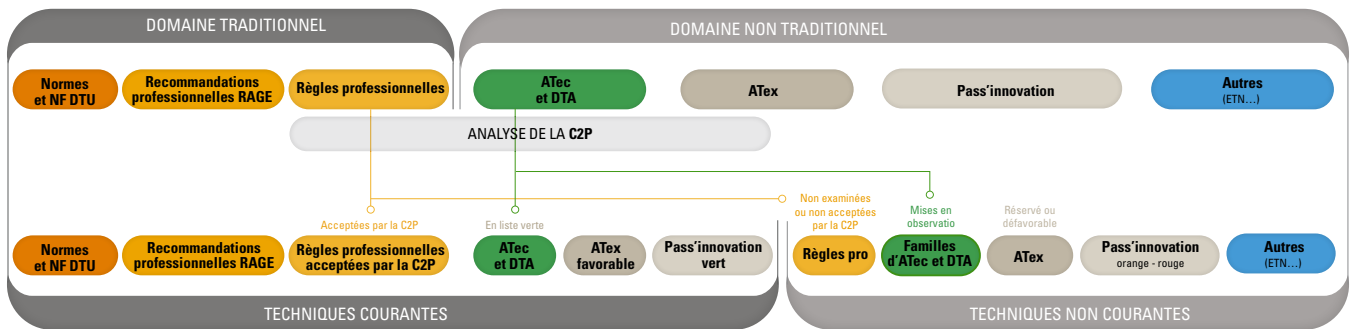 DOMAINE TRADITIONNEL
DOMAINE NON TRADITIONNEL
Normes
et NF DTU
Recommandations
professionnelles RAGE
Règles professionnelles
ATec
et DTA
ATex
Pass'innovation
Autres
(ETN...)
ANALYSE DE LA C2P
Acceptées par la C2P
En liste verte
Non examinées
ou non acceptées
par la C2P
Mises en
observatio
Réservé ou
défavorable
Normes
et NF DTU
Recommandations
professionnelles RAGE
Règles professionnelles
acceptées par la C2P
ATec
et DTA
ATex
favorable
Pass'innovation
vert
Règles pro
Familles
d'ATec et DTA
ATex
Pass'innovation
orange - rouge
Autres
(ETN...)
TECHNIQUES COURANTES
TECHNIQUES NON COURANTES